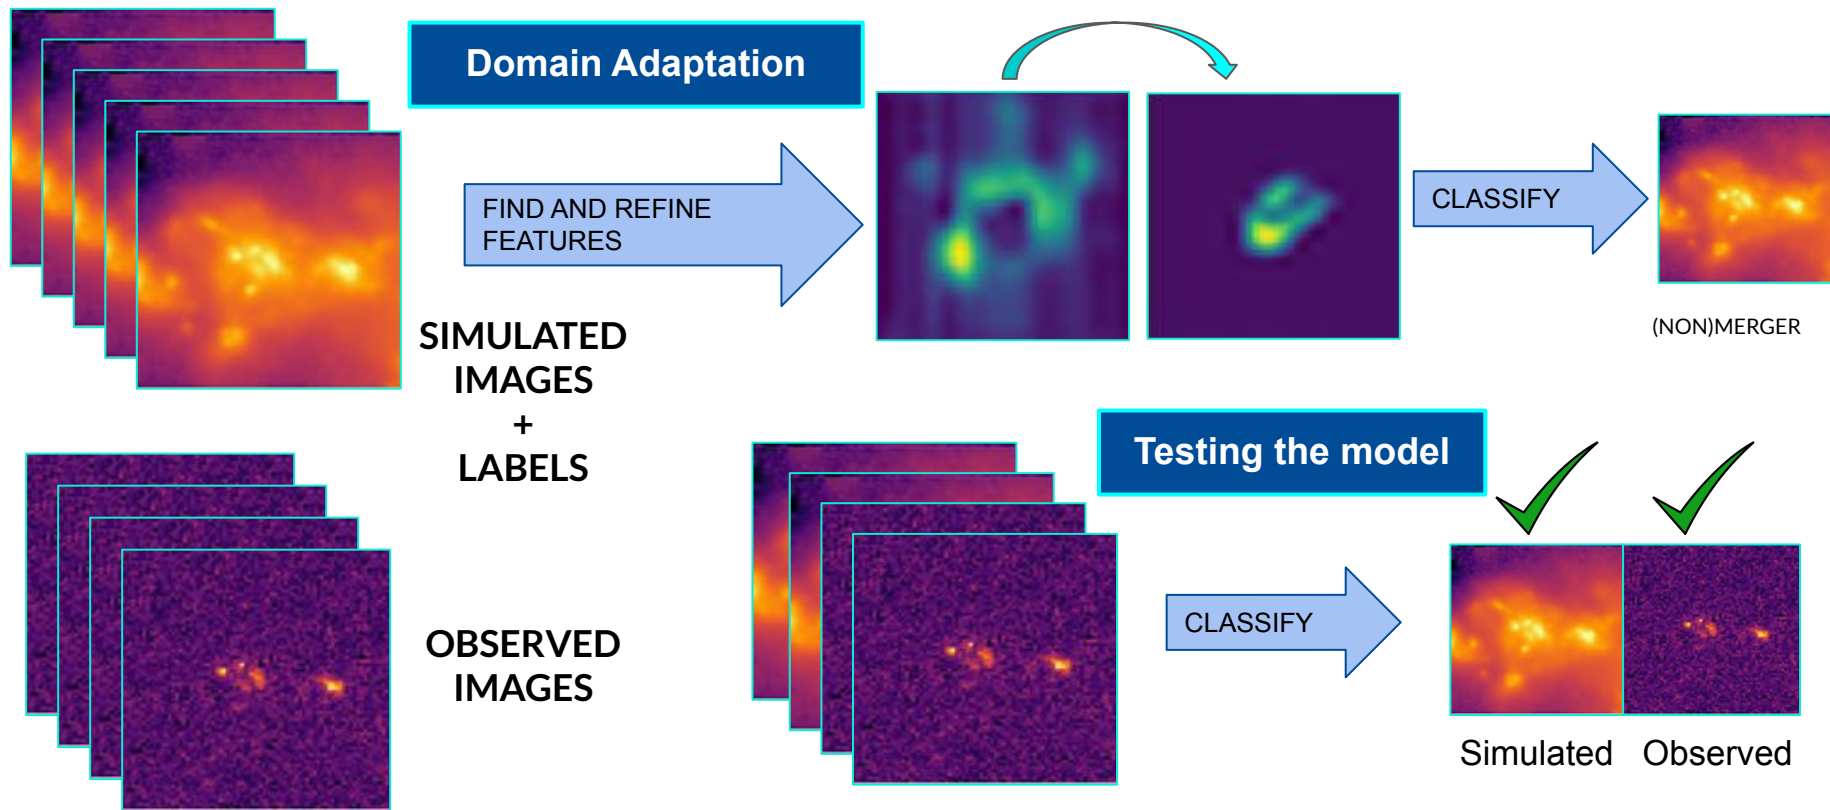 Domain Adaptation
FIND AND REFINE
FEATURES
CLASSIFY
(NON)MERGER
SIMULATED
IMAGES
+
LABELS
Testing the model
OBSERVED
IMAGES
CLASSIFY
Simulated
Observed